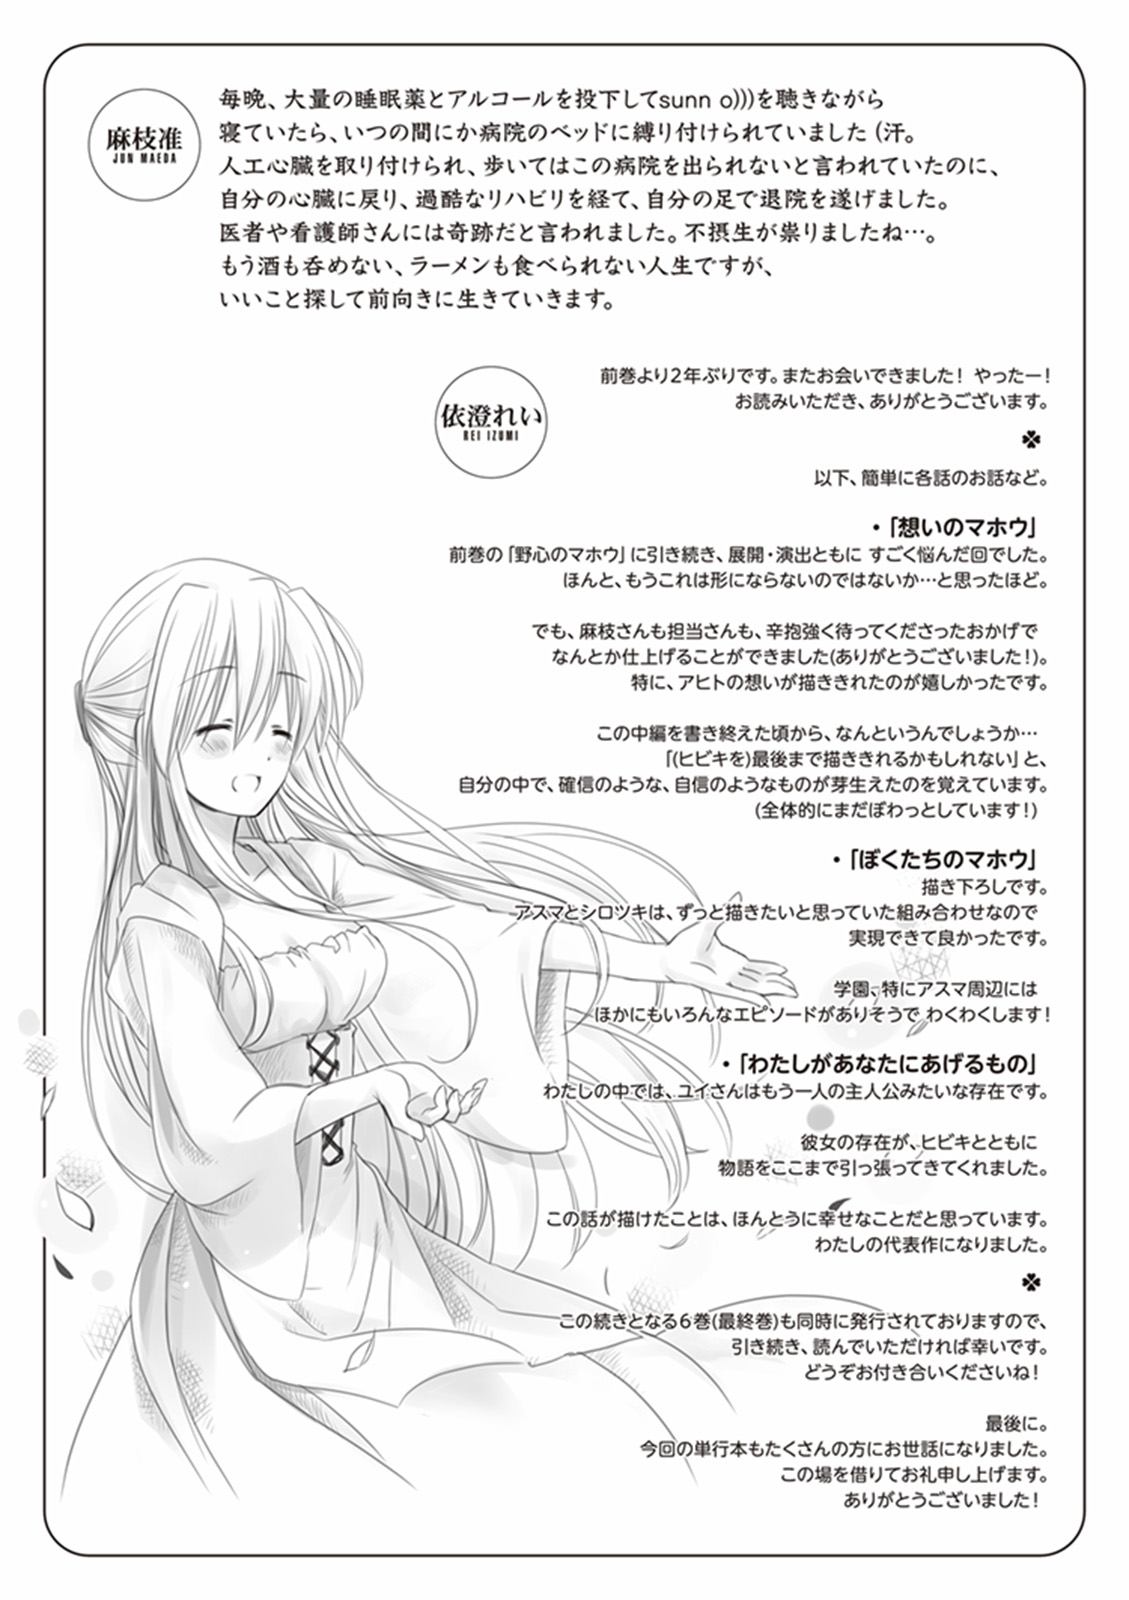 麻枝准
JUN MAEDA
毎晩、大量の睡眠薬とアルコールを投下してsunn o)))を聴きながら
寝ていたら、いつの間にか病院のベッドに縛り付けられていました(汗。
人工心臓を取り付けられ、歩いてはこの病院を出られないと言われていたのに、
自分の心臓に戻り、過酷なリハビリを経て、自分の足で退院を遂げました。
医者や看護師さんには奇跡だと言われました。不摂生が祟りましたね…。
もう酒も呑めない、ラーメンも食べられない人生ですが、
いいこと探して前向きに生きていきます。
依澄れい
REI IZUMI
前巻より2年ぶりです。またお会いできました! やったー!
お読みいただき、ありがとうございます。
以下、簡単に各話のお話など。
・「想いのマホウ」
前巻の「野心のマホウ」に引き続き、展開・演出ともに すごく悩んだ回でした。
ほんと、もうこれは形にならないのではないか…と思ったほど。
でも、麻枝さんも担当さんも、辛抱強く待ってくださったおかげで
なんとか仕上げることができました(ありがとうございました!)。
特に、アヒトの想いが描ききれたのが嬉しかったです。
この中編を書き終えた頃から、なんというんでしょうか…
「(ヒビキを)最後まで描ききれるかもしれない」と、
自分の中で、確信のような、自信のようなものが芽生えたのを覚えています。
(全体的にまだぼわっとしています!)
・「ぼくたちのマホウ」
描き下ろしです。
アスマとシロツキは、ずっと描きたいと思っていた組み合わせなので
実現できて良かったです。
学園、特にアスマ周辺には
ほかにもいろんなエピソードがありそうで わくわくします!
・「わたしがあなたにあげるもの」
わたしの中では、ユイさんはもう一人の主人公みたいな存在です。
彼女の存在が、ヒビキとともに
物語をここまで引っ張ってきてくれました。
この話が描けたことは、ほんとうに幸せなことだと思っています。
わたしの代表作になりました。
この続きとなる6巻(最終巻)も同時に発行されておりますので、
引き続き、読んでいただければ幸いです。
どうぞお付き合いくださいね!
最後に。
今回の単行本もたくさんの方にお世話になりました。
この場を借りてお礼申し上げます。
ありがとうございました!